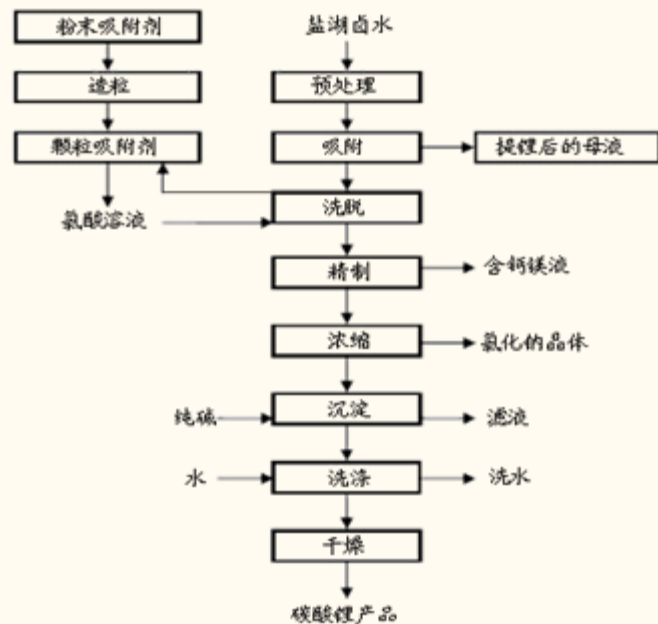 粉末吸附剂
盐湖卤水
造粒
预处理
颗粒吸附剂
吸附
提锂后的母液
洗脱
氯酸溶液
精制
含钙镁液
浓缩
氯化的晶体
纯碱
沉淀
滤液
水
洗涤
洗水
干燥
碳酸锂产品